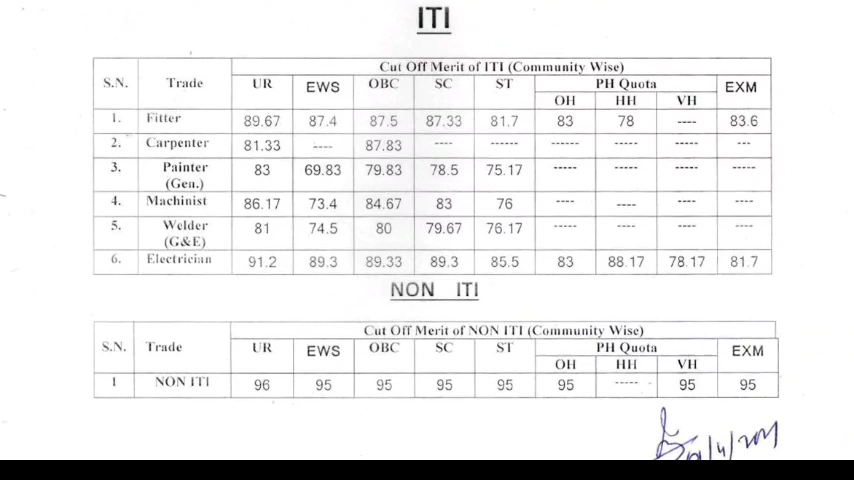 ITI
Cut Off Merit of ITI (Community Wise)
S.N. Trade UR EWS OBC SC ST PH Quota EXM
OH HH VH
1. Fitter 89.67 87.4 87.5 87.33 81.7 83 78 ---- 83.6
2. Carpenter 81.33 ---- 87.83 ---- ------ ------ ----- ----- ---
3. Painter 83 69.83 79.83 78.5 75.17 ----- ----- ---- ----
(Gen.)
4. Machinist 86.17 73.4 84.67 83 76 ---- ---- ---- ----
5. Welder 81 74.5 80 79.67 76.17 ----- ---- ---- ----
(G&E)
6. Electrician 91.2 89.3 89.33 89.3 85.5 83 88.17 78.17 81.7
NON ITI
Cut Off Merit of NON ITI (Community Wise)
S.N. Trade UR EWS OBC SC ST PH Quota EXM
OH HH VH
1 NON ITI 96 95 95 95 95 95 ----- 95 95